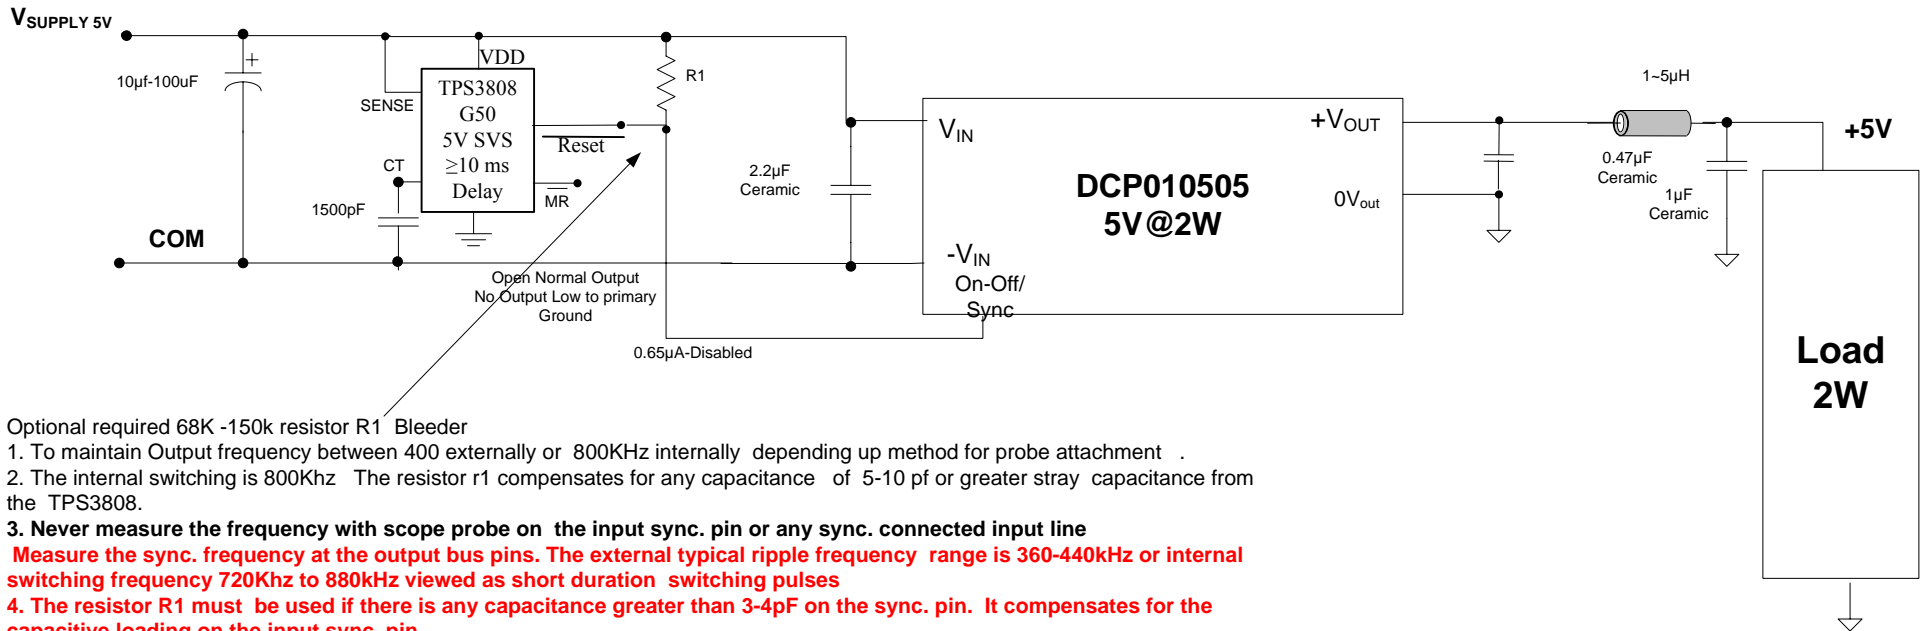 VSUPPLY 5V
10µf-100uF
+
SENSE
VDD
TPS3808
G50
5V SVS
≥10 ms
Delay
CT
1500pF
Reset
MR
R1
COM
2.2µF
Ceramic
Open Normal Output
No Output Low to primary
Ground
0.65µA-Disabled
VIN
-VIN
On-Off/
Sync
DCP010505
5V@2W
+VOUT
0Vout
1~5µH
0.47µF
Ceramic
1µF
Ceramic
+5V
Load
2W
Optional required 68K -150k resistor R1 Bleeder
1. To maintain Output frequency between 400 externally or 800KHz internally depending up method for probe attachment .
2. The internal switching is 800Khz The resistor r1 compensates for any capacitance of 5-10 pf or greater stray capacitance from
the TPS3808.
3. Never measure the frequency with scope probe on the input sync. pin or any sync. connected input line
Measure the sync. frequency at the output bus pins. The external typical ripple frequency range is 360-440kHz or internal
switching frequency 720Khz to 880kHz viewed as short duration switching pulses
4. The resistor R1 must be used if there is any capacitance greater than 3-4pF on the sync. pin. It compensates for the
capacitive loading on the input sync. pin